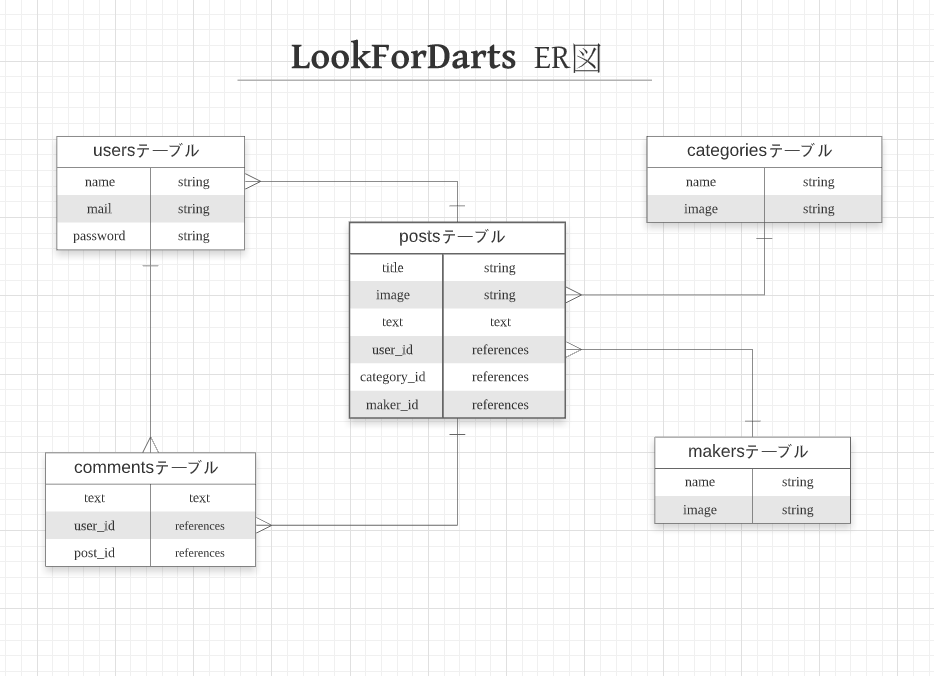 LookForDarts ER図
usersテーブル
name string
mail string
password string
categoriesテーブル
name string
image string
postsテーブル
title string
image string
text text
user_id references
category_id references
maker_id references
commentsテーブル
text text
user_id references
post_id references
makersテーブル
name string
image string